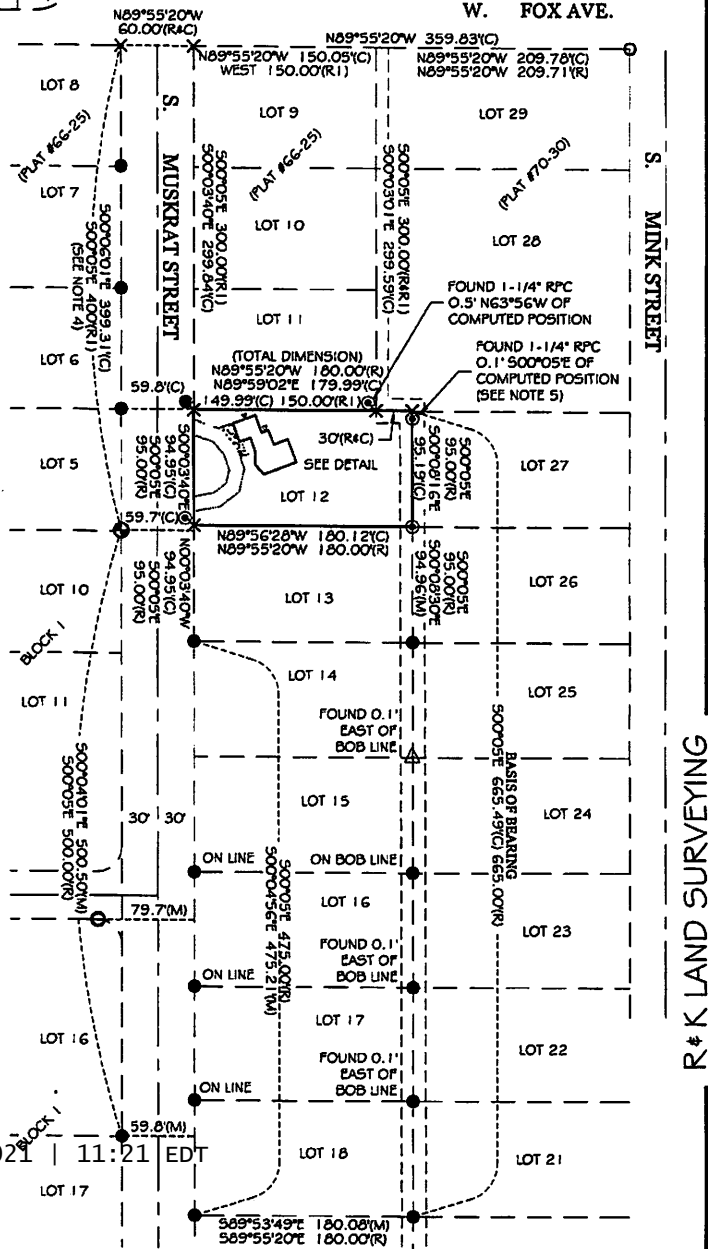 W. FOX AVE.
N89°55'20"W
60.00'(R&C)
N89°55'20"W 359.83'(C)
N89°55'20"W 150.05'(C)
WEST 150.00'(R1)
N89°55'20"W 209.78'(C)
N89°55'20"W 209.71'(R)
LOT 8
LOT 9
LOT 29
S. MUSKRAT STREET
S. MINK STREET
(PLAT #66-25)
(PLAT #66-25)
(PLAT #70-30)
LOT 7
LOT 10
LOT 28
S00°06'01"E 399.31'(C)
S00°05'E 400'(R1)
(SEE NOTE 4)
S00°05'E 300.00'(R1)
S00°03'40"E 299.84'(C)
S00°05'E 300.00'(R&R1)
S00°03'01"E 299.59'(C)
FOUND 1-1/4" RPC
0.5' N63°56'W OF
COMPUTED POSITION
LOT 11
LOT 6
(TOTAL DIMENSION)
N89°55'20"W 180.00'(R)
N89°59'02"E 179.99'(C)
149.99'(C) 150.00'(R1)
FOUND 1-1/4" RPC
0.1' S00°05'E OF
COMPUTED POSITION
(SEE NOTE 5)
59.8'(C)
30'(R&C)
LOT 5
S00°03'40"E
94.95'(C)
S00°05'E
95.00'(R)
SEE DETAIL
LOT 12
S00°05'E
95.00'(R)
S00°08'16"E
95.19'(C)
LOT 27
59.7'(C)
N89°56'28"W 180.12'(C)
N89°55'20"W 180.00'(R)
LOT 10
N00°03'40"W
94.95'(C)
S00°05'E
95.00'(R)
LOT 13
S00°05'E
95.00'(R)
S00°08'30"E
94.96'(M)
LOT 26
BLOCK 1
LOT 11
LOT 14
LOT 25
FOUND 0.1'
EAST OF
BOB LINE
S00°04'01"E 500.50'(M)
S00°05'E 500.00'(R)
30' 30'
LOT 15
BASIS OF BEARING
S00°05'E 665.49'(C) 665.00'(R)
LOT 24
ON LINE
ON BOB LINE
S00°05'E 475.00'(R)
S00°04'56"E 475.21'(M)
LOT 16
79.7'(M)
LOT 23
FOUND 0.1'
EAST OF
BOB LINE
ON LINE
LOT 17
LOT 16
LOT 22
FOUND 0.1'
EAST OF
BOB LINE
ON LINE
BLOCK 1
59.8'(M)
021 | 11:21 EDT
LOT 18
LOT 21
LOT 17
S89°53'49"E 180.08'(M)
S89°55'20"E 180.00'(R)
R&K LAND SURVEYING